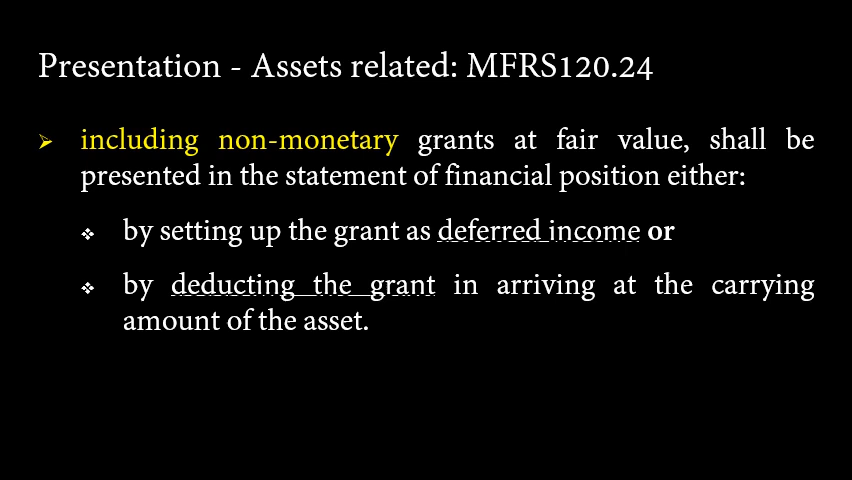 Presentation - Assets related: MFRS120.24
including non-monetary grants at fair value, shall be
presented in the statement of financial position either:
by setting up the grant as deferred income or
by deducting the grant in arriving at the carrying
amount of the asset.